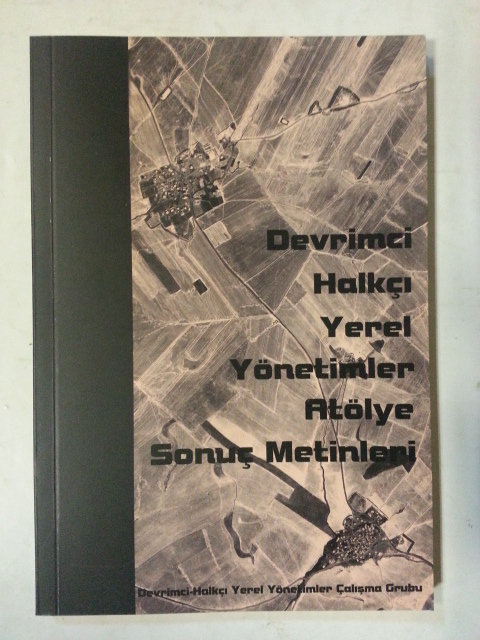 Devrimci
Halkçı
Yerel
Yönetimler
Atölye
Sonuç Metinleri
Devrimci-Halkçı Yerel Yönetimler Çalışma Grubu